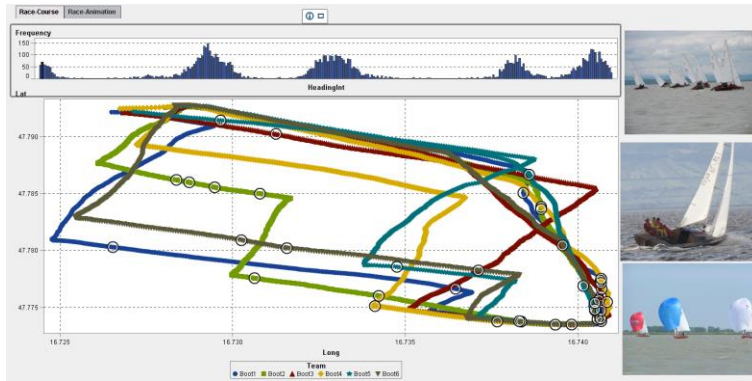 Race-Course Race-Animation
Frequency
150
100
50
0
HeadingInt
Lat
47.790
47.785
47.780
47.775
16.725 16.730 16.735 16.740
Long
Team
Boot1 Boot2 Boot3 Boot4 Boot5 Boot6